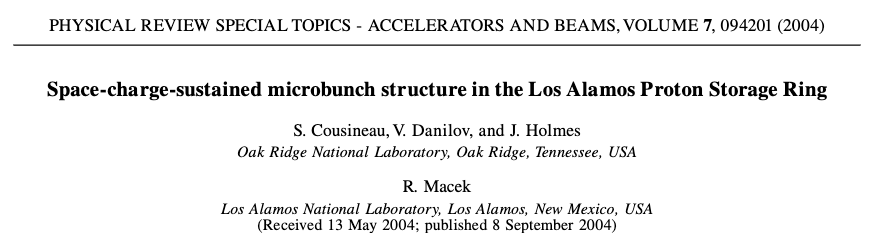 PHYSICAL REVIEW SPECIAL TOPICS - ACCELERATORS AND BEAMS, VOLUME 7, 094201 (2004)
Space-charge-sustained microbunch structure in the Los Alamos Proton Storage Ring
S. Cousineau, V. Danilov, and J. Holmes
Oak Ridge National Laboratory, Oak Ridge, Tennessee, USA
R. Macek
Los Alamos National Laboratory, Los Alamos, New Mexico, USA
(Received 13 May 2004; published 8 September 2004)